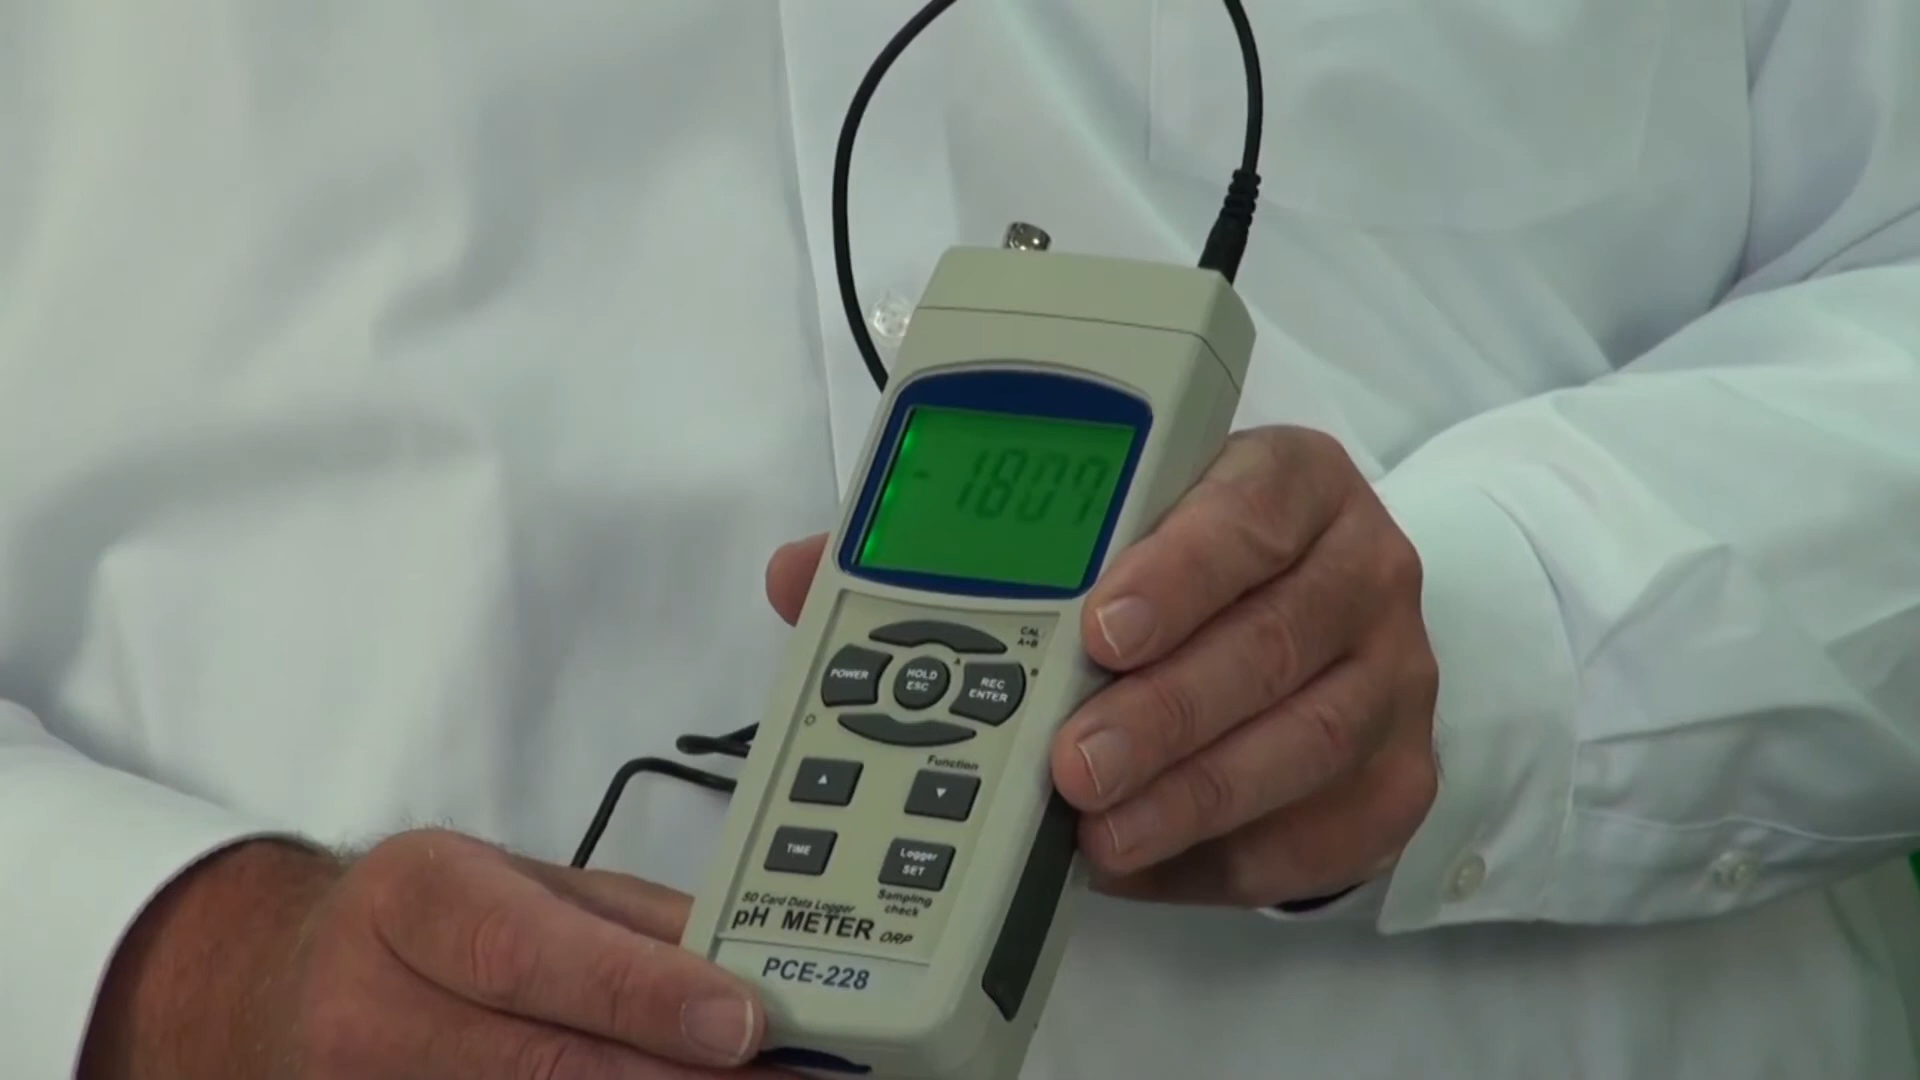 - 1807
CAL:
A+B
POWER
HOLD
ESC
A
REC
ENTER
B
Function
▲
▼
TIME
Logger
SET
Sampling
check
SD Card Data Logger
pH METER ORP
PCE-228